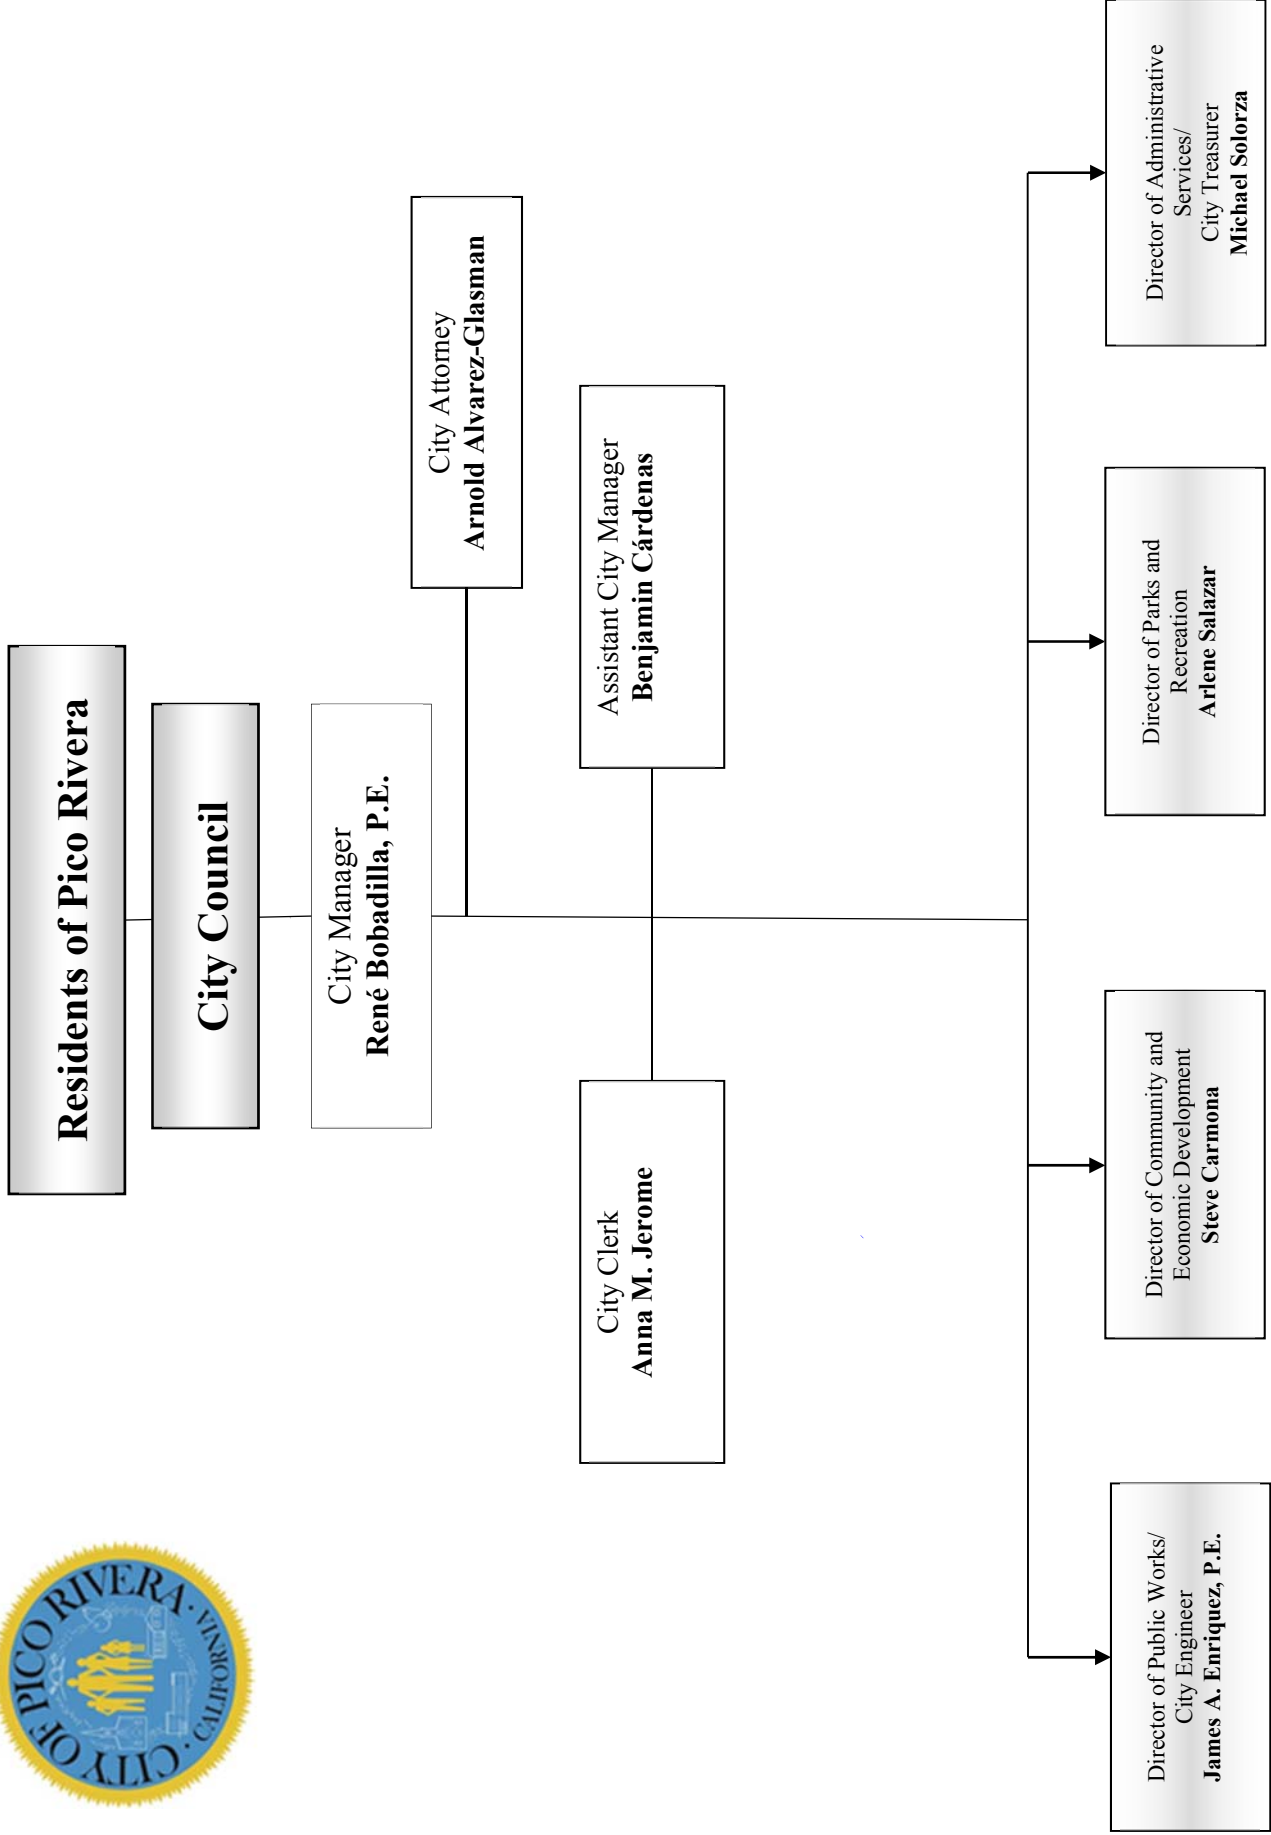 CITY OF PICO RIVERA
CALIFORNIA
Residents of Pico Rivera
City Council
City Manager
René Bobadilla, P.E.
City Attorney
Arnold Alvarez-Glasman
City Clerk
Anna M. Jerome
Assistant City Manager
Benjamin Cárdenas
Director of Public Works/
City Engineer
James A. Enriquez, P.E.
Director of Community and
Economic Development
Steve Carmona
Director of Parks and
Recreation
Arlene Salazar
Director of Administrative
Services/
City Treasurer
Michael Solorza